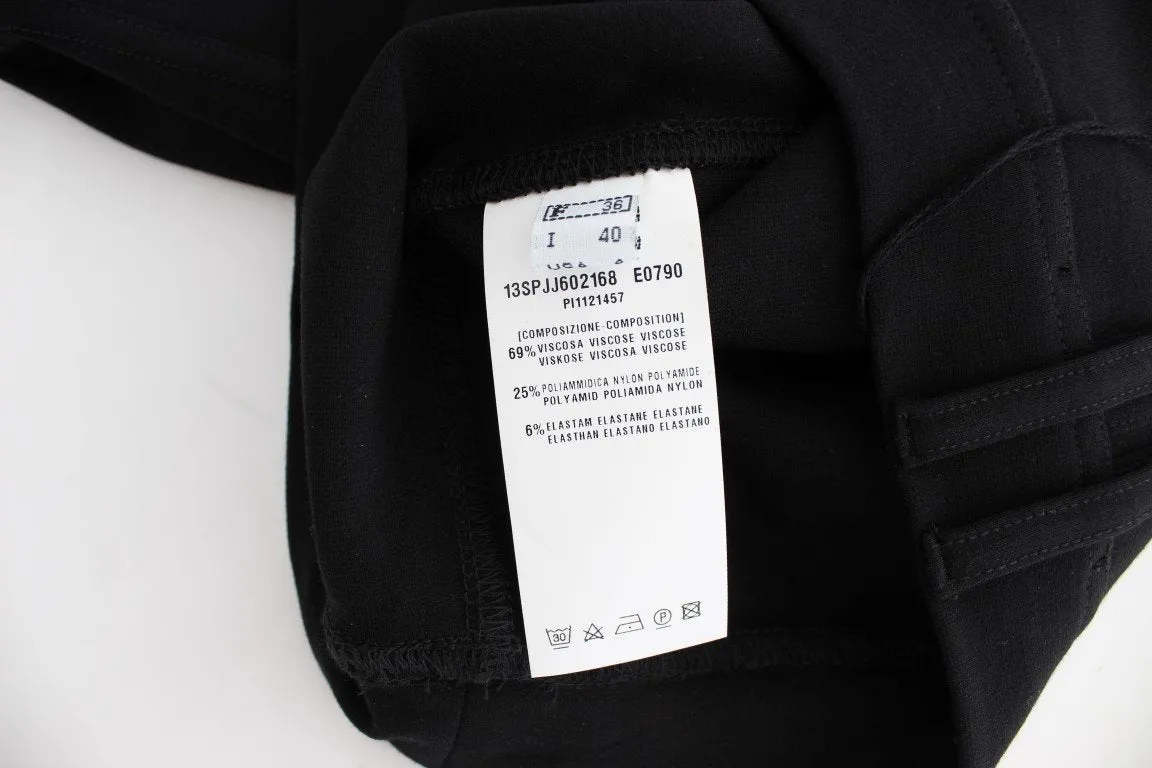 F 36
I 40
USA
13SPJJ602168 E0790
PI1121457
[COMPOSIZIONE-COMPOSITION]
69% VISCOSA VISCOSE VISCOSE
VISKOSE VISCOSA VISCOSE
25% POLIAMMIDICA NYLON POLYAMIDE
POLYAMID POLIAMIDA NYLON
6% ELASTAM ELASTANE ELASTANE
ELASTHAN ELASTANO ELASTANO
30 P